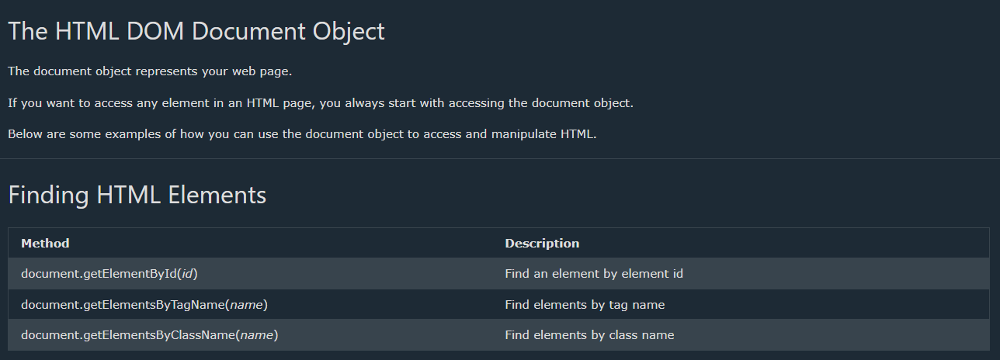 The HTML DOM Document Object
The document object represents your web page.
If you want to access any element in an HTML page, you always start with accessing the document object.
Below are some examples of how you can use the document object to access and manipulate HTML.
Finding HTML Elements
Method Description
document.getElementById(id) Find an element by element id
document.getElementsByTagName(name) Find elements by tag name
document.getElementsByClassName(name) Find elements by class name